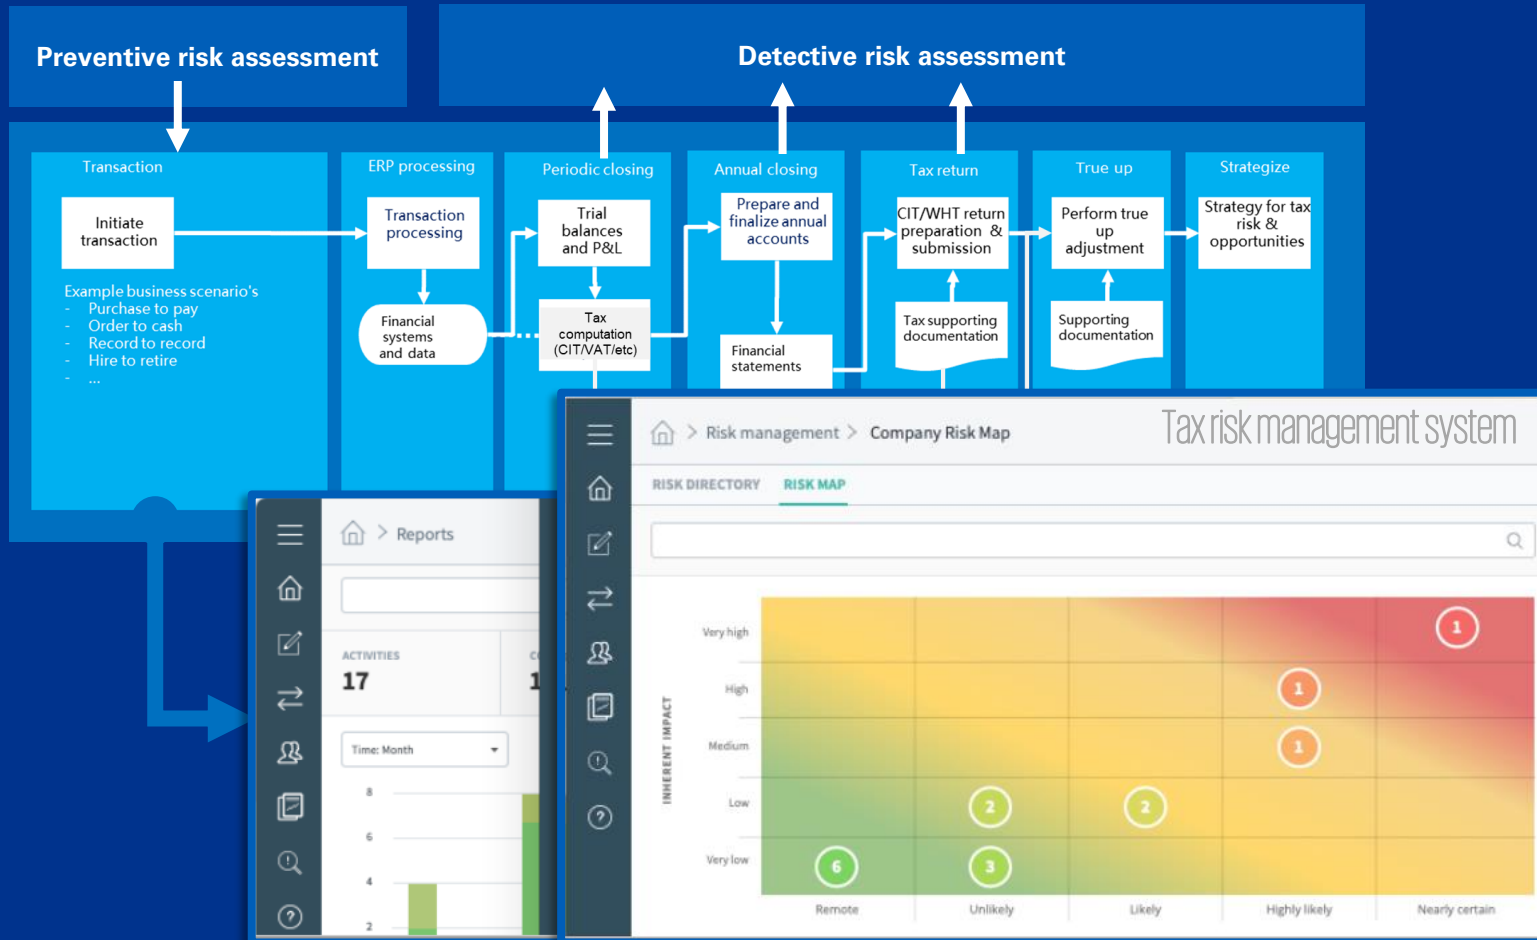 Preventive risk assessment
Detective risk assessment
Transaction
Initiate
transaction
Example business scenario's
- Purchase to pay
- Order to cash
- Record to record
- Hire to retire
- ...
ERP processing
Transaction
processing
Financial
systems
and data
Periodic closing
Trial
balances
and P&L
Tax
computation
(CIT/VAT/etc)
Annual closing
Prepare and
finalize annual
accounts
Financial
statements
Tax return
CIT/WHT return
preparation &
submission
Tax supporting
documentation
True up
Perform true
up
adjustment
Supporting
documentation
Strategize
Strategy for tax
risk &
opportunities
> Reports
ACTIVITIES
17
Time: Month
8
6
4
2
> Risk management > Company Risk Map
Tax risk management system
RISK DIRECTORY RISK MAP
INHERENT IMPACT
Very high
1
High
1
Medium
1
Low
2
2
Very low
6
3
Remote
Unlikely
Likely
Highly likely
Nearly certain